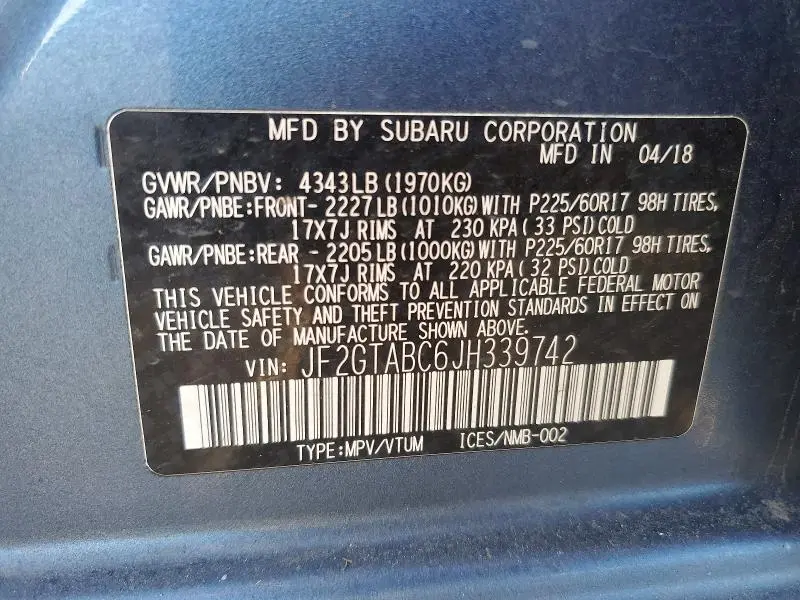 MFD BY SUBARU CORPORATION
MFD IN 04/18
GVWR/PNBV: 4343LB (1970KG)
GAWR/PNBE:FRONT- 2227LB (1010KG) WITH P225/60R17 98H TIRES,
17X7J RIMS AT 230 KPA ( 33 PSI) COLD
GAWR/PNBE:REAR - 2205LB (1000KG) WITH P225/60R17 98H TIRES,
17X7J RIMS AT 220 KPA ( 32 PSI) COLD
THIS VEHICLE CONFORMS TO ALL APPLICABLE FEDERAL MOTOR
VEHICLE SAFETY AND THEFT PREVENTION STANDARDS IN EFFECT ON
THE DATE OF MANUFACTURE SHOWN ABOVE.
VIN: JF2GTABC6JH339742
TYPE:MPV/VTUM ICES/NMB-002